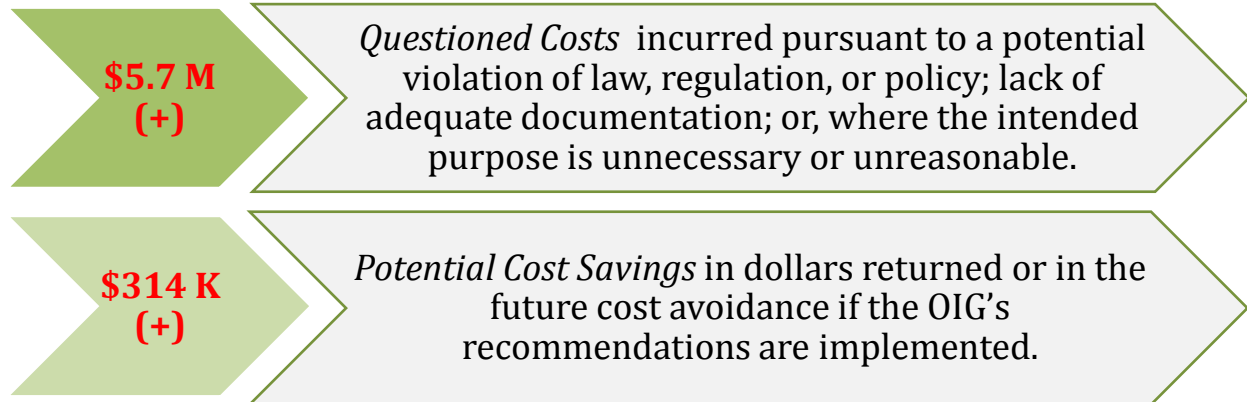 $5.7 M
(+)
Questioned Costs incurred pursuant to a potential
violation of law, regulation, or policy; lack of
adequate documentation; or, where the intended
purpose is unnecessary or unreasonable.
$314 K
(+)
Potential Cost Savings in dollars returned or in the
future cost avoidance if the OIG’s
recommendations are implemented.